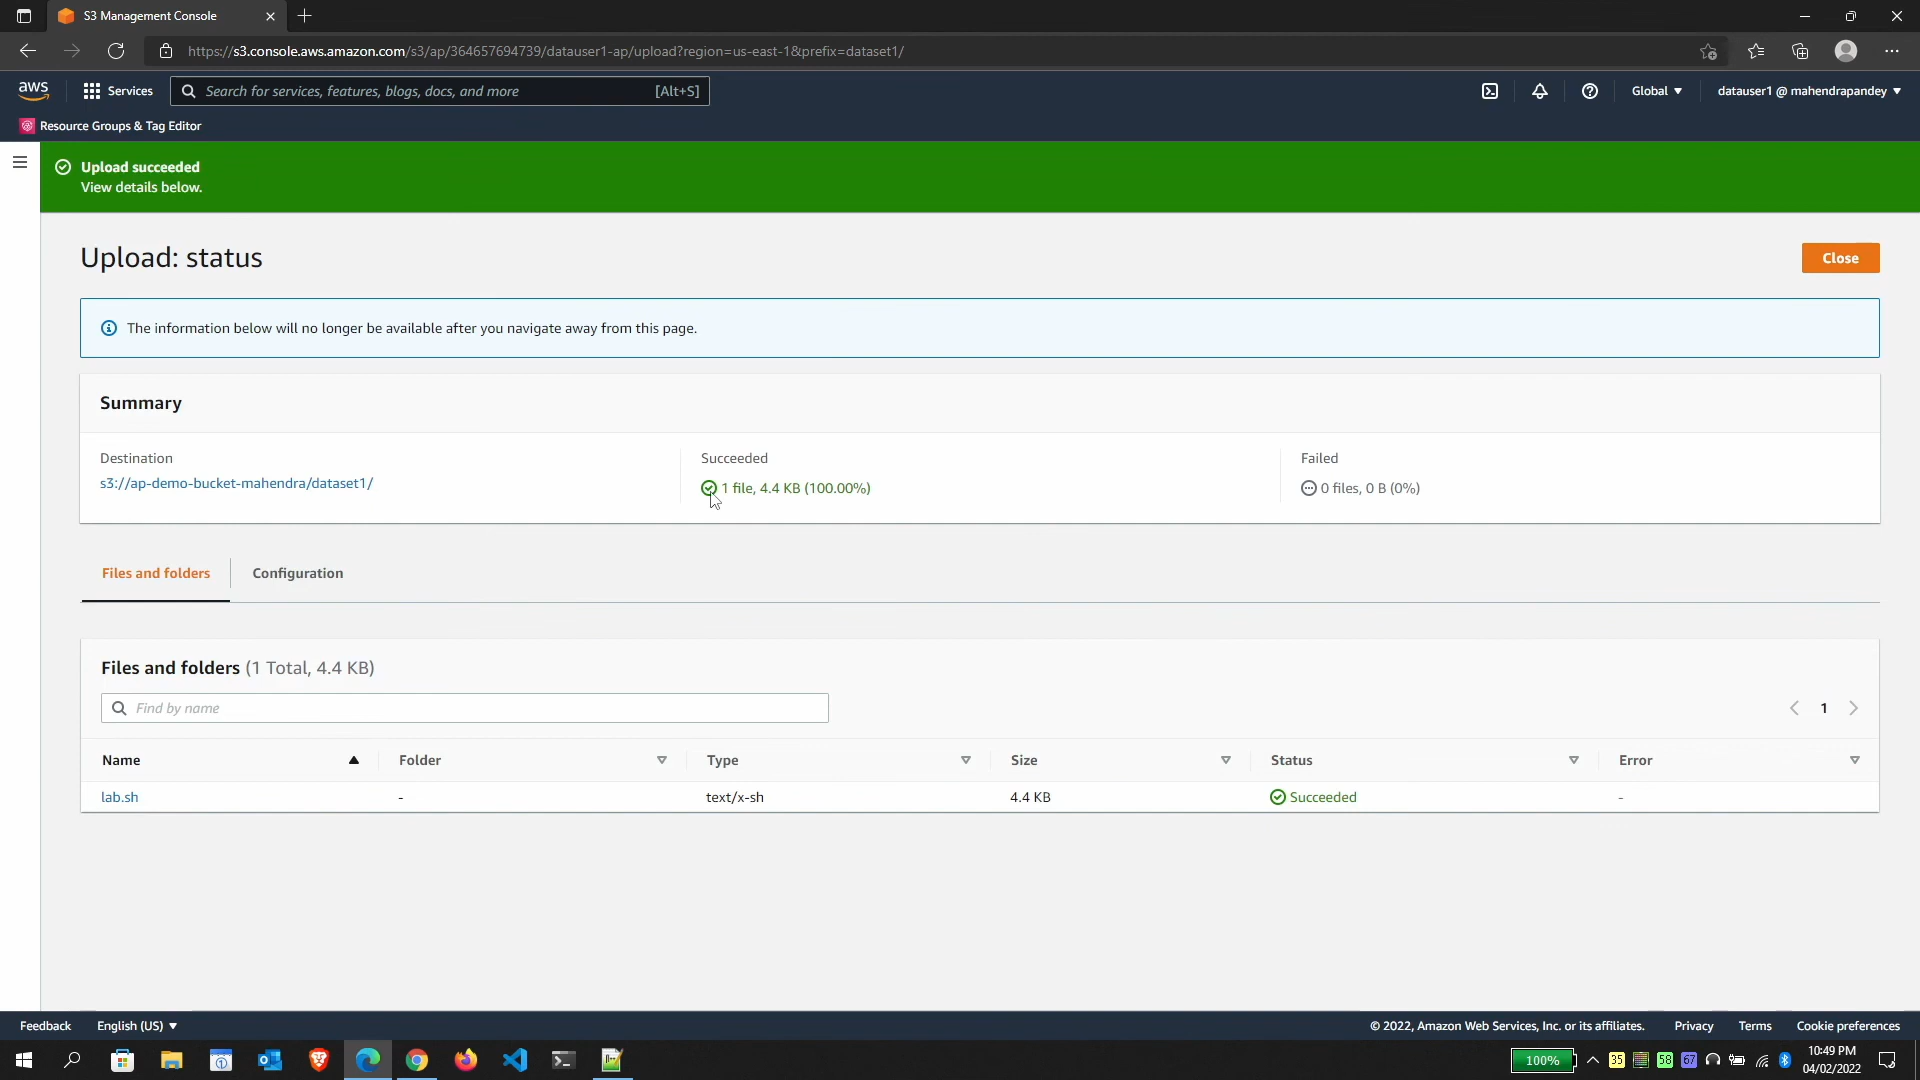 S3 Management Console
https://s3.console.aws.amazon.com/s3/ap/364657694739/datauser1-ap/upload?region=us-east-1&prefix=dataset1/
aws
Services
Search for services, features, blogs, docs, and more
[Alt+S]
Global
datauser1 @ mahendrapandey
Resource Groups & Tag Editor
Upload succeeded
View details below.
Upload: status
Close
The information below will no longer be available after you navigate away from this page.
Summary
Destination
s3://ap-demo-bucket-mahendra/dataset1/
Succeeded
1 file, 4.4 KB (100.00%)
Failed
0 files, 0 B (0%)
Files and folders
Configuration
Files and folders (1 Total, 4.4 KB)
Find by name
1
Name
Folder
Type
Size
Status
Error
lab.sh
-
text/x-sh
4.4 KB
Succeeded
-
Feedback
English (US)
© 2022, Amazon Web Services, Inc. or its affiliates.
Privacy
Terms
Cookie preferences
100%
35
58
67
10:49 PM
04/02/2022